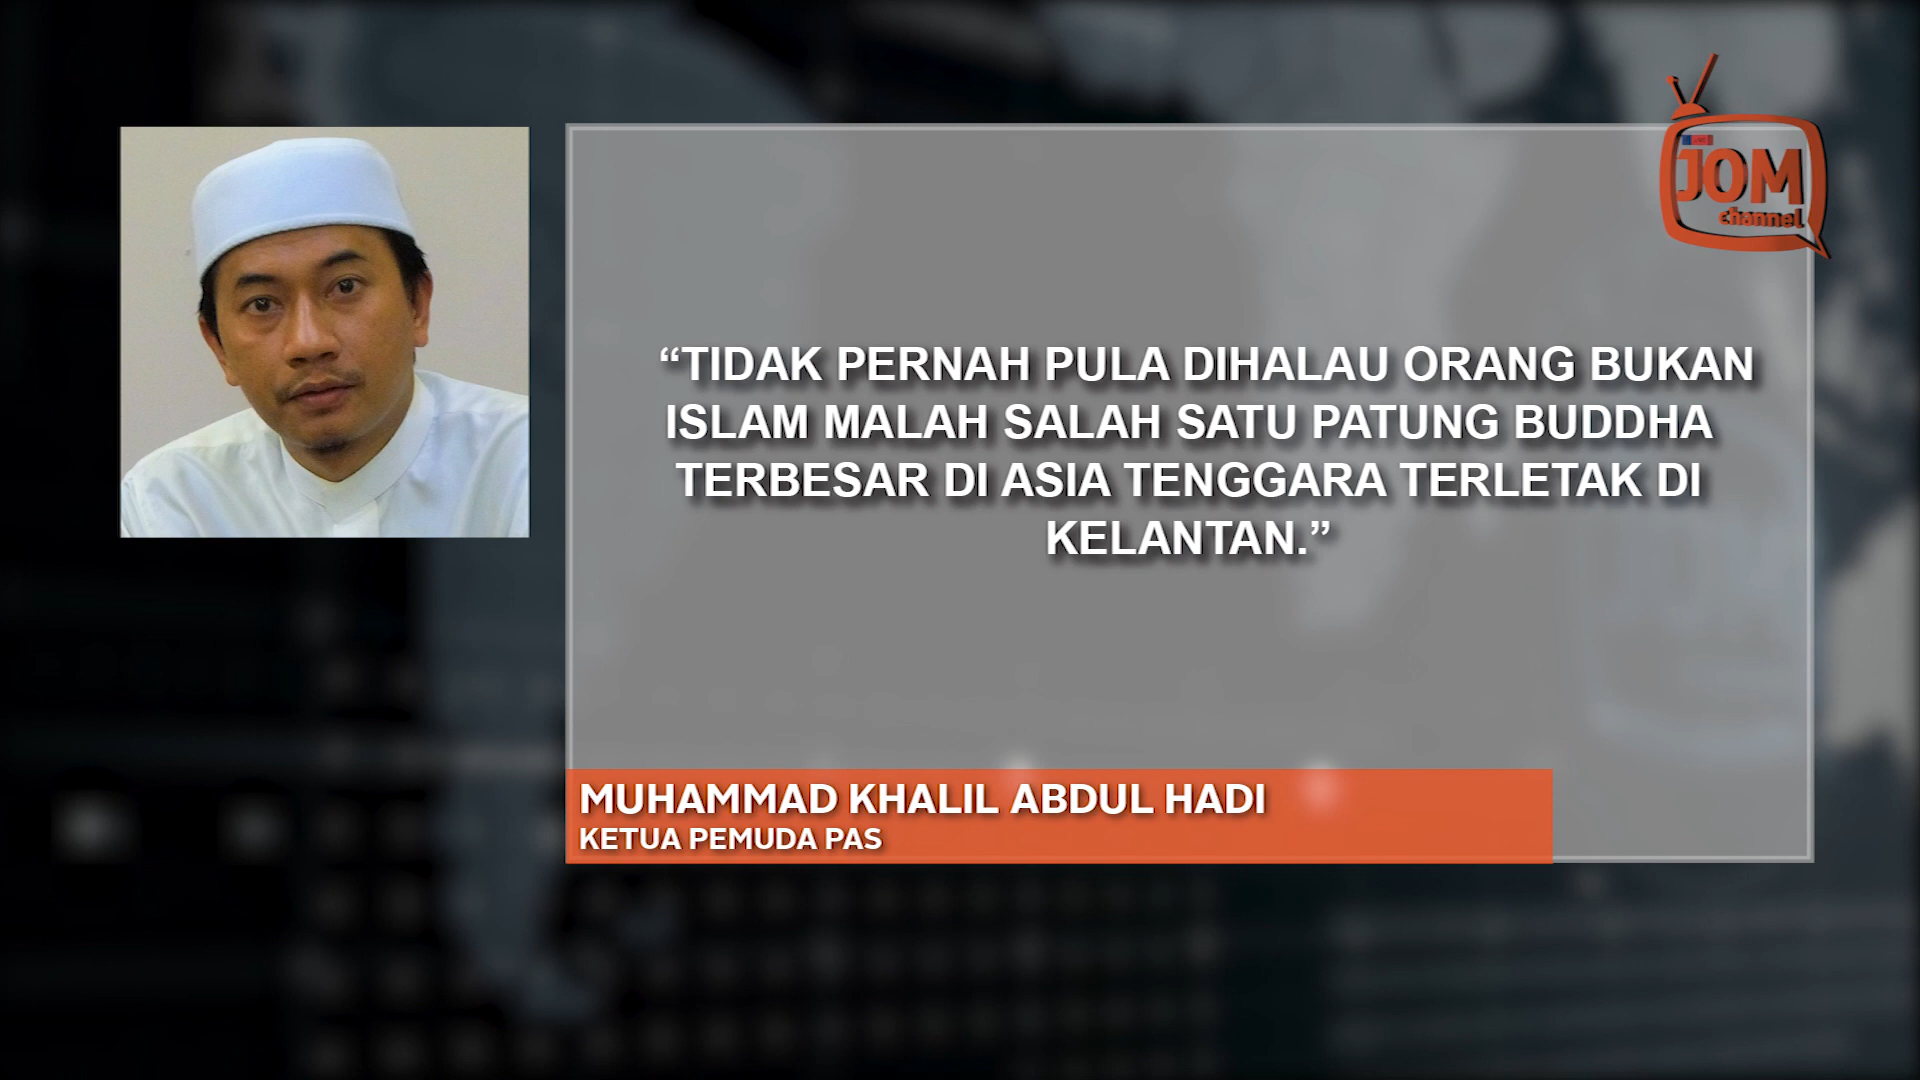 JOM
channel
“TIDAK PERNAH PULA DIHALAU ORANG BUKAN
ISLAM MALAH SALAH SATU PATUNG BUDDHA
TERBESAR DI ASIA TENGGARA TERLETAK DI
KELANTAN.”
MUHAMMAD KHALIL ABDUL HADI
KETUA PEMUDA PAS